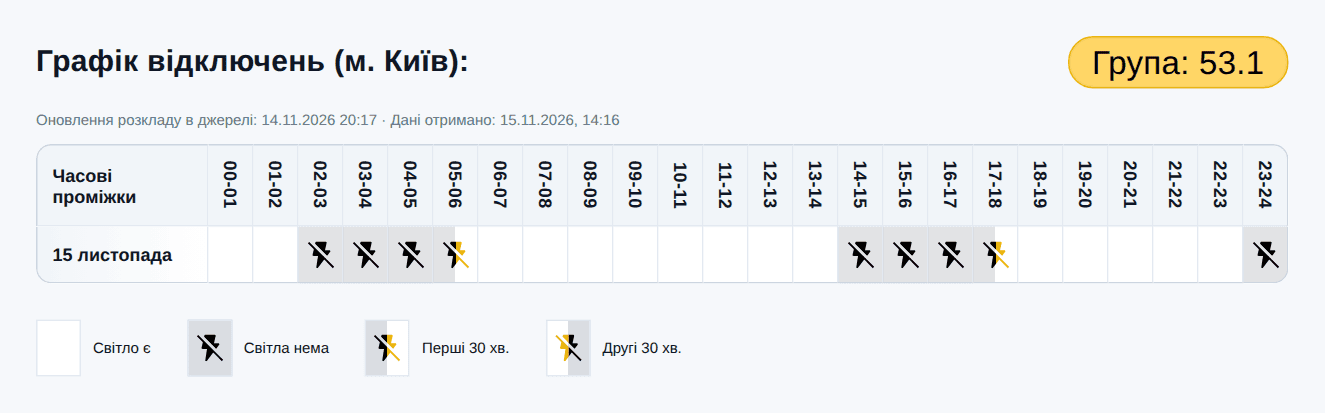 Графік відключень (м. Київ):
Група: 53.1
Оновлення розкладу в джерелі: 14.11.2026 20:17 · Дані отримано: 15.11.2026, 14:16
Часові
проміжки
00-01
01-02
02-03
03-04
04-05
05-06
06-07
07-08
08-09
09-10
10-11
11-12
12-13
13-14
14-15
15-16
16-17
17-18
18-19
19-20
20-21
21-22
22-23
23-24
15 листопада
Світло є
Світла нема
Перші 30 хв.
Другі 30 хв.